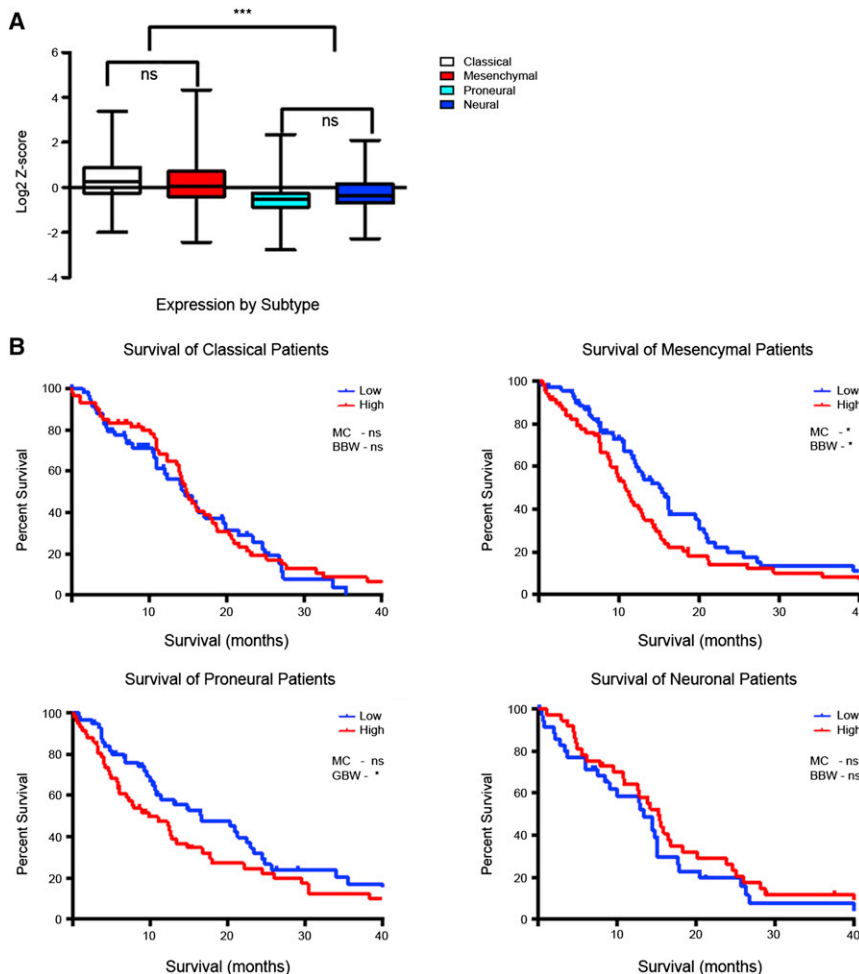 A
***
ns
ns
Classical
Mesenchymal
Proneural
Neural
6
4
2
0
-2
-4
Log2 Z-score
Expression by Subtype
B
Survival of Classical Patients
Low
High
MC - ns
BBW - ns
100
80
60
40
20
0
10
20
30
40
Percent Survival
Survival (months)
Survival of Mesencymal Patients
Low
High
MC - *
BBW - *
100
80
60
40
20
0
10
20
30
40
Percent Survival
Survival (months)
Survival of Proneural Patients
Low
High
MC - ns
GBW - *
100
80
60
40
20
0
10
20
30
40
Percent Survival
Survival (months)
Survival of Neuronal Patients
Low
High
MC - ns
BBW - ns
100
80
60
40
20
0
10
20
30
40
Percent Survival
Survival (months)